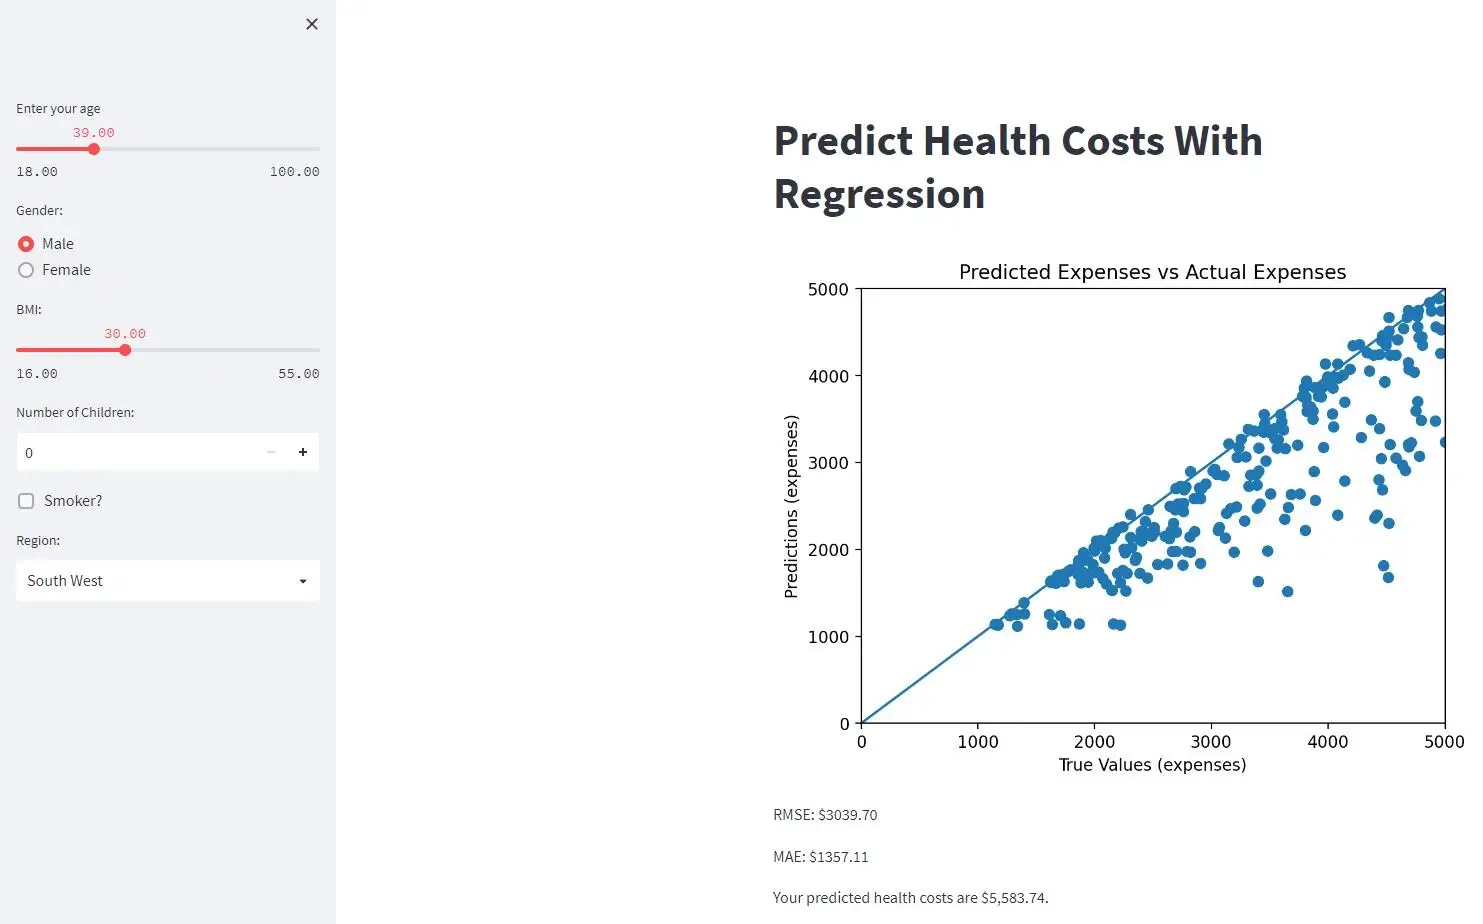 Enter your age
39.00
18.00 100.00
Gender:
Male
Female
BMI:
30.00
16.00 55.00
Number of Children:
0
Smoker?
Region:
South West
Predict Health Costs With
Regression
Predicted Expenses vs Actual Expenses
5000
4000
3000
2000
1000
0
Predictions (expenses)
0 1000 2000 3000 4000 5000
True Values (expenses)
RMSE: $3039.70
MAE: $1357.11
Your predicted health costs are $5,583.74.